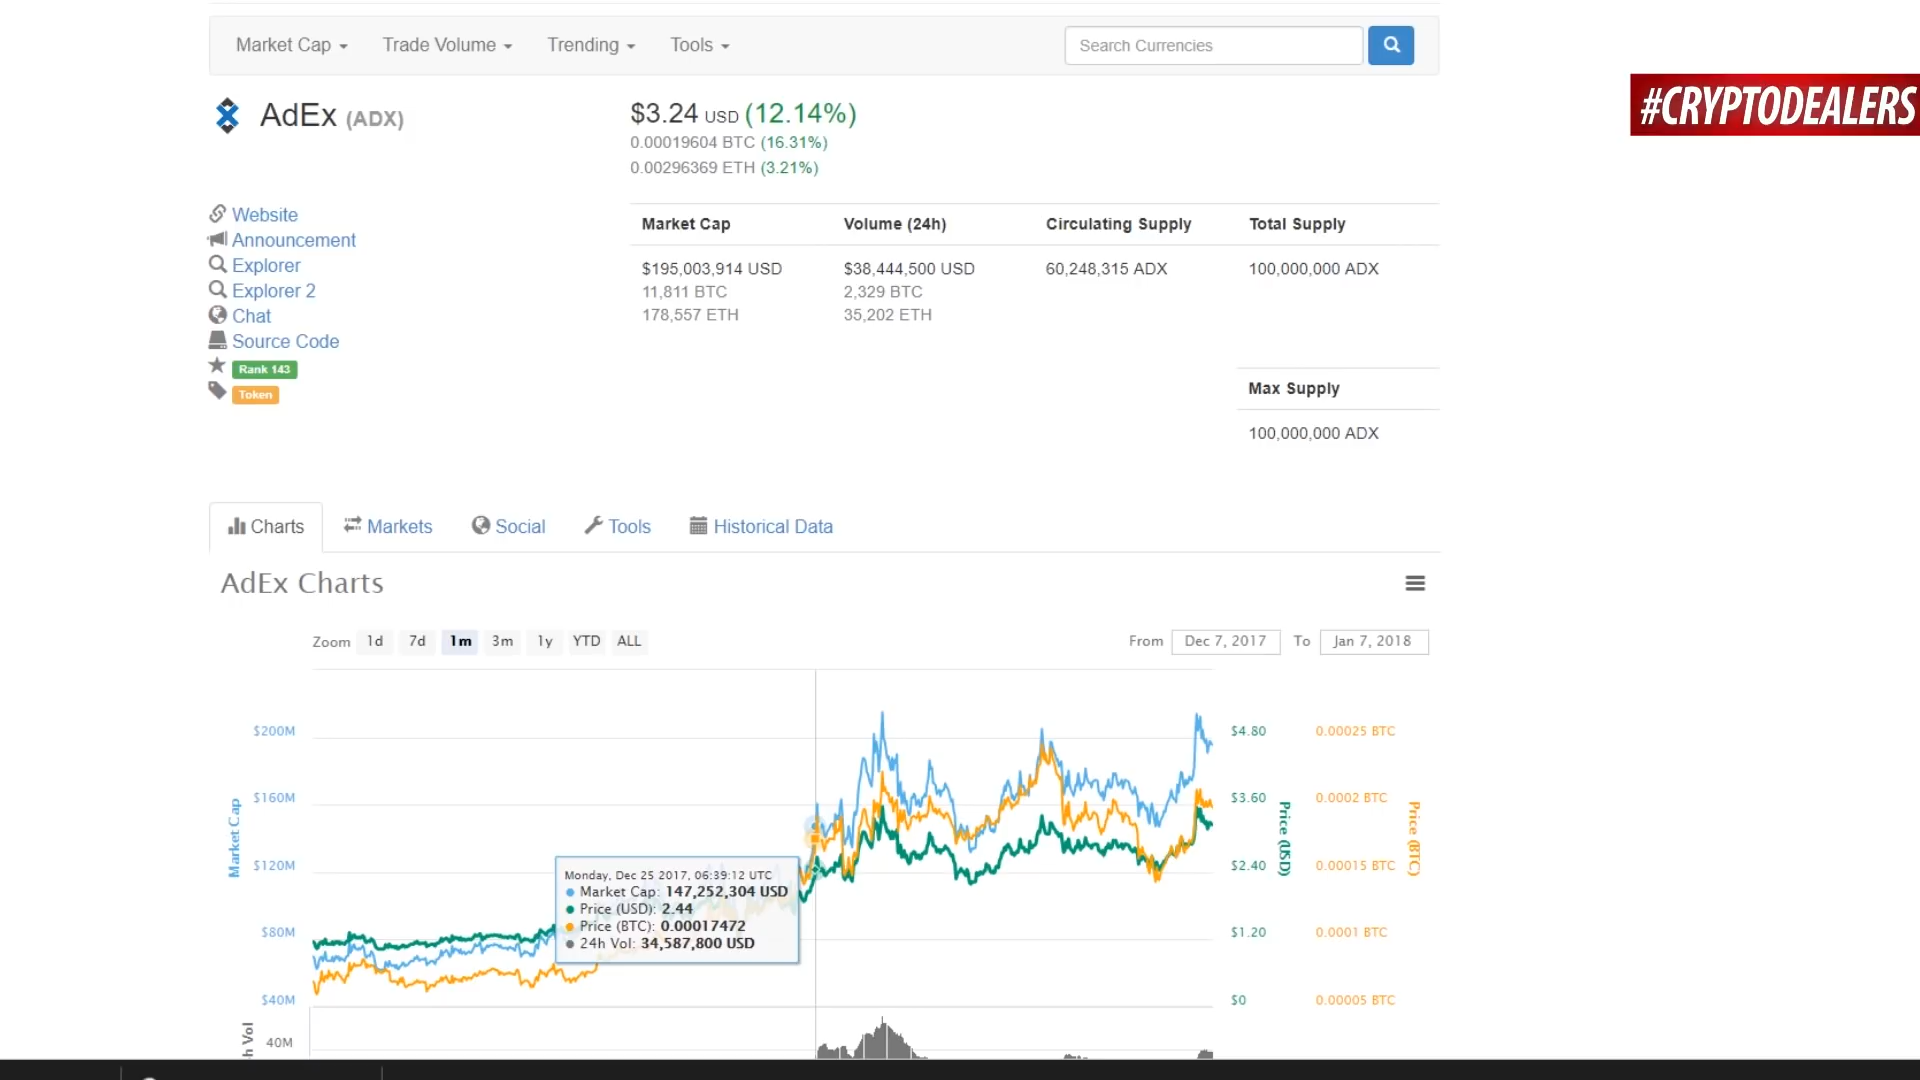 Market Cap Trade Volume Trending Tools Search Currencies
#CRYPTODEALERS
AdEx (ADX)
$3.24 USD (12.14%)
0.00019604 BTC (16.31%)
0.00296369 ETH (3.21%)
Website
Announcement
Explorer
Explorer 2
Chat
Source Code
Rank 143
Token
Market Cap Volume (24h) Circulating Supply Total Supply
$195,003,914 USD $38,444,500 USD 60,248,315 ADX 100,000,000 ADX
11,811 BTC 2,329 BTC
178,557 ETH 35,202 ETH
Max Supply
100,000,000 ADX
Charts Markets Social Tools Historical Data
AdEx Charts
Zoom 1d 7d 1m 3m 1y YTD ALL From Dec 7, 2017 To Jan 7, 2018
$200M $4.80 0.00025 BTC
$160M $3.60 0.0002 BTC
$120M $2.40 0.00015 BTC
$80M $1.20 0.0001 BTC
$40M $0 0.00005 BTC
Market Cap
Price (USD)
Price (BTC)
Monday, Dec 25 2017, 06:39:12 UTC
Market Cap: 147,252,304 USD
Price (USD): 2.44
Price (BTC): 0.00017472
24h Vol: 34,587,800 USD
h Vol
40M